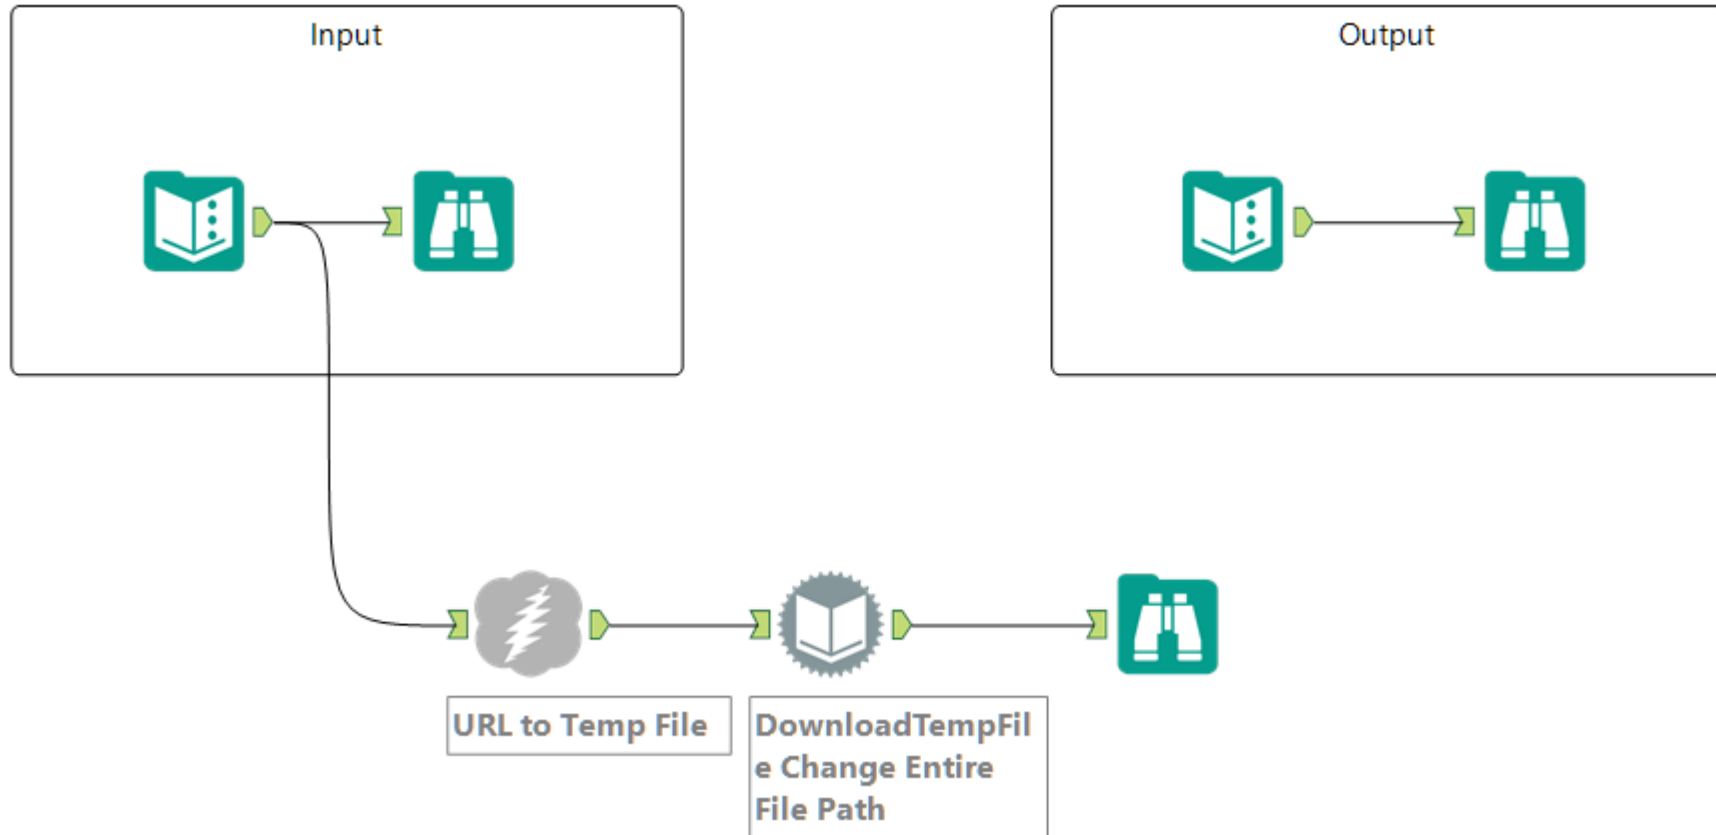 Input
Output
URL to Temp File
DownloadTempFil
e Change Entire
File Path